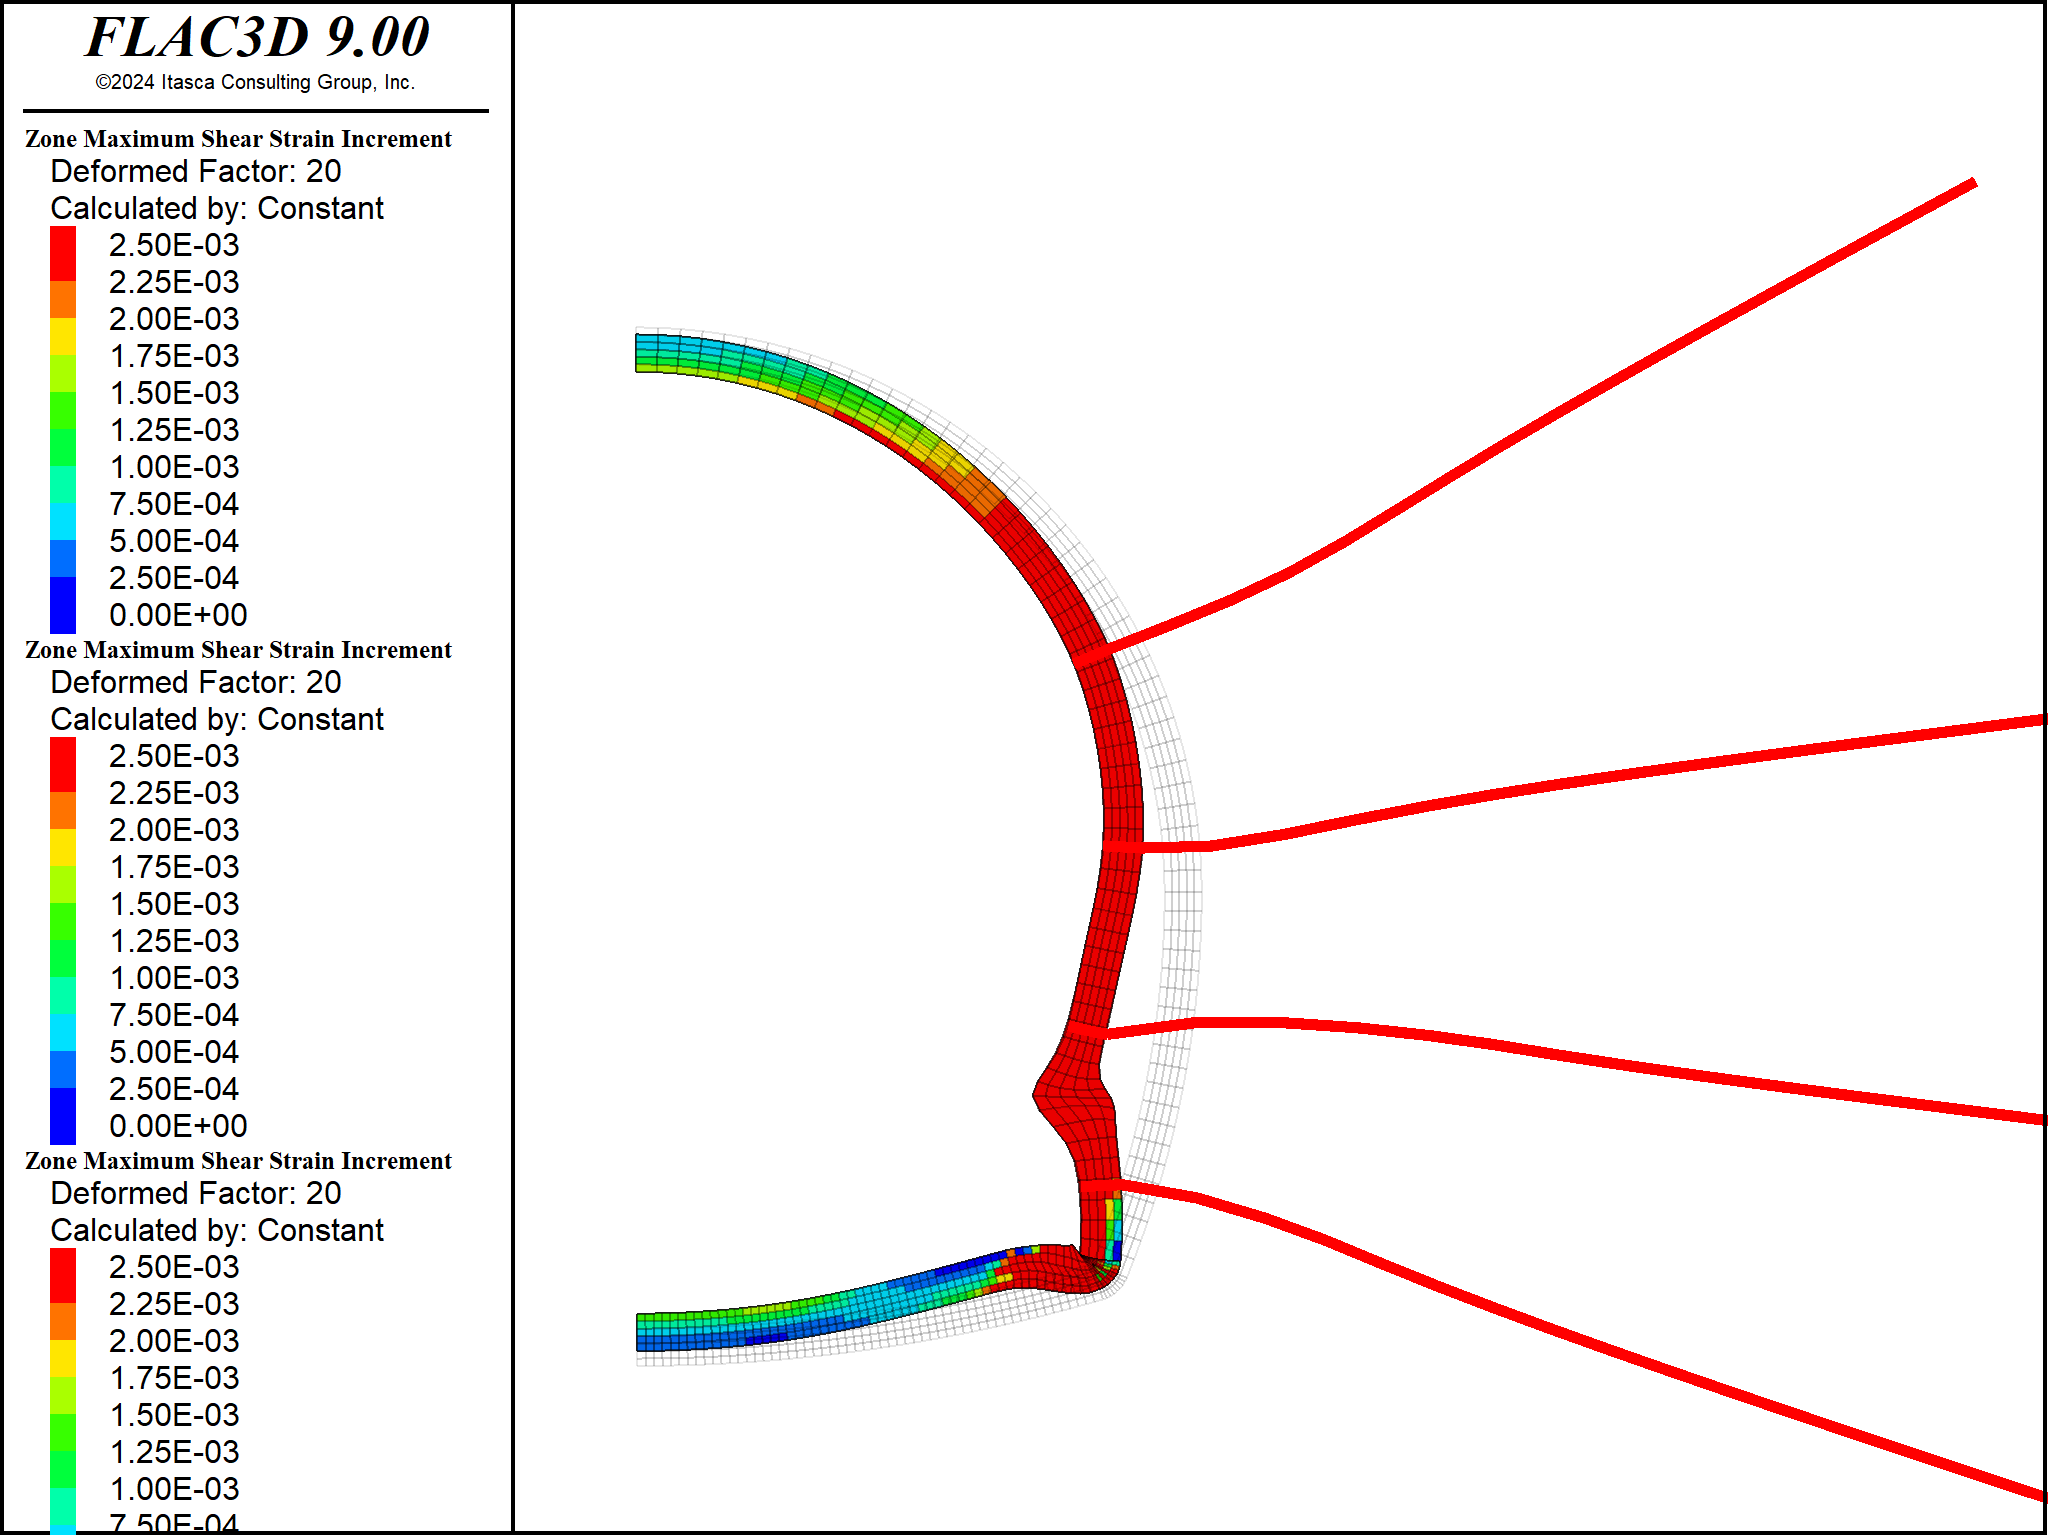 FLAC3D 9.00
©2024 Itasca Consulting Group, Inc.
Zone Maximum Shear Strain Increment
Deformed Factor: 20
Calculated by: Constant
2.50E-03
2.25E-03
2.00E-03
1.75E-03
1.50E-03
1.25E-03
1.00E-03
7.50E-04
5.00E-04
2.50E-04
0.00E+00
Zone Maximum Shear Strain Increment
Deformed Factor: 20
Calculated by: Constant
2.50E-03
2.25E-03
2.00E-03
1.75E-03
1.50E-03
1.25E-03
1.00E-03
7.50E-04
5.00E-04
2.50E-04
0.00E+00
Zone Maximum Shear Strain Increment
Deformed Factor: 20
Calculated by: Constant
2.50E-03
2.25E-03
2.00E-03
1.75E-03
1.50E-03
1.25E-03
1.00E-03
7.50E-04